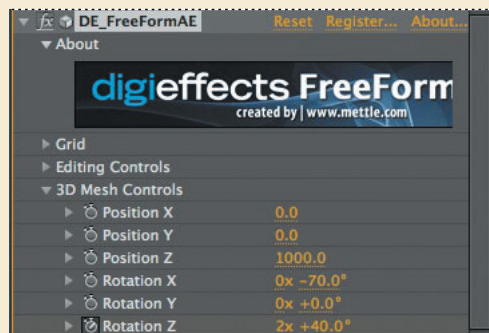 fx DE_FreeFormAE Reset Register... About...
About
digieffects FreeForm
created by | www.mettle.com
Grid
Editing Controls
3D Mesh Controls
Position X 0.0
Position Y 0.0
Position Z 1000.0
Rotation X 0x -70.0°
Rotation Y 0x +0.0°
Rotation Z 2x +40.0°